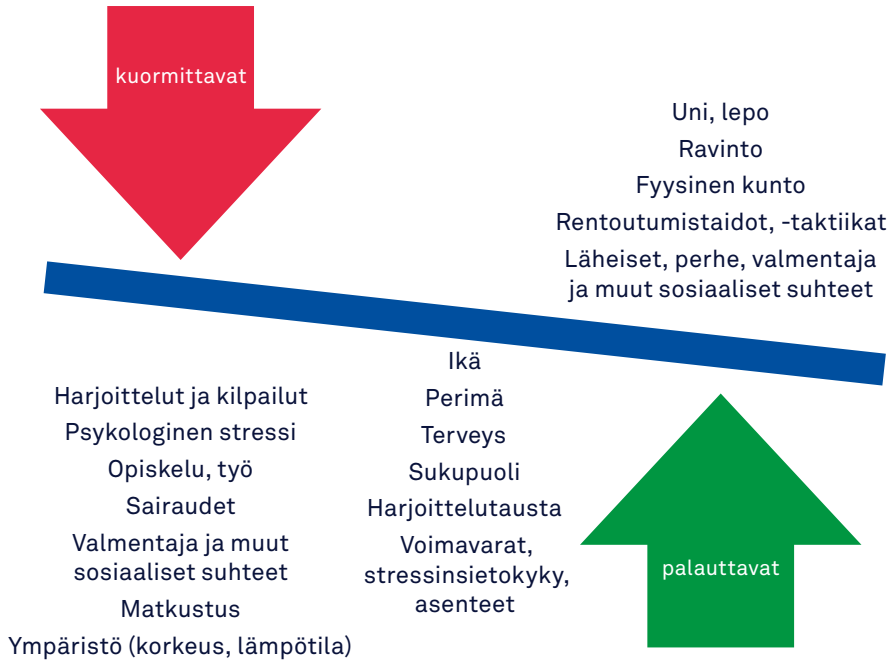 kuormittavat
Uni, lepo
Ravinto
Fyysinen kunto
Rentoutumistaidot, -taktiikat
Läheiset, perhe, valmentaja
ja muut sosiaaliset suhteet
Harjoittelut ja kilpailut
Psykologinen stressi
Opiskelu, työ
Sairaudet
Valmentaja ja muut
sosiaaliset suhteet
Matkustus
Ympäristö (korkeus, lämpötila)
Ikä
Perimä
Terveys
Sukupuoli
Harjoittelutausta
Voimavarat,
stressinsietokyky,
asenteet
palauttavat